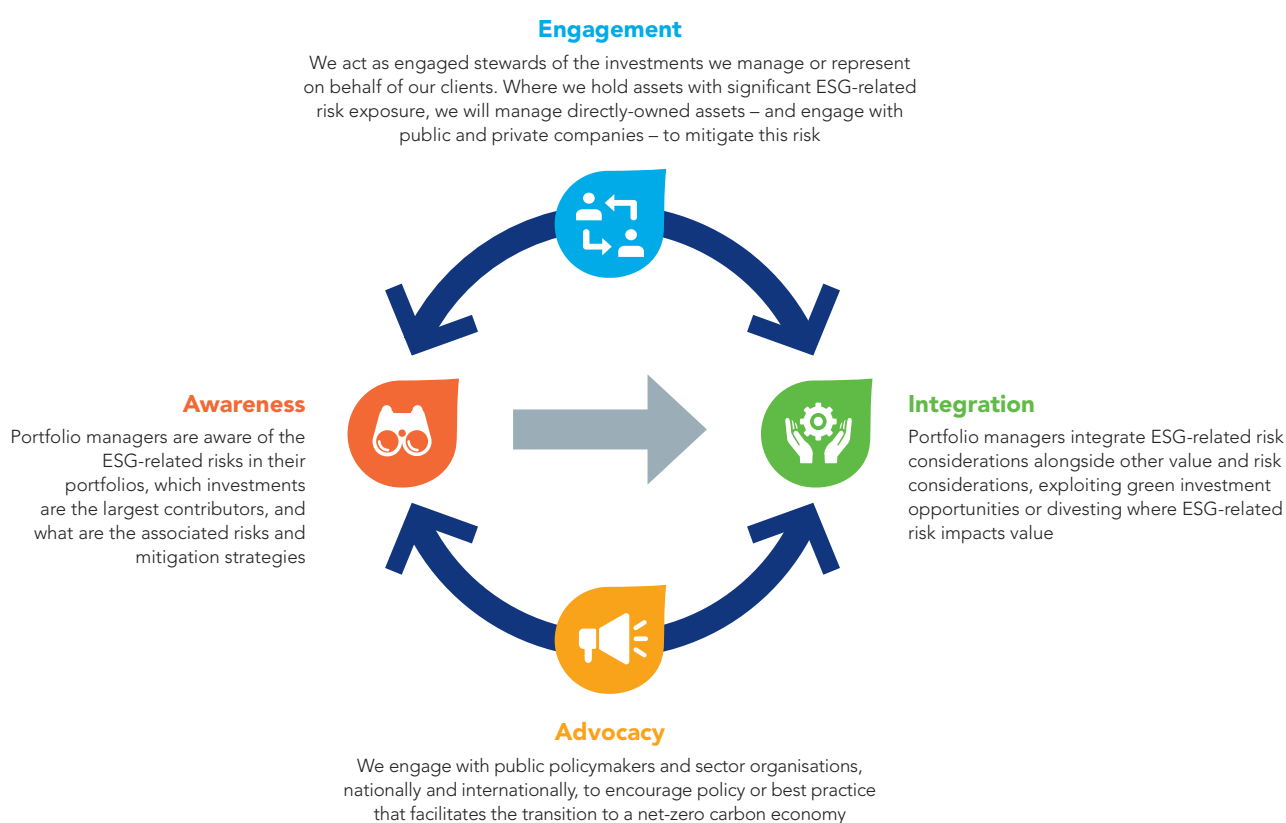 Engagement
We act as engaged stewards of the investments we manage or represent
on behalf of our clients. Where we hold assets with significant ESG-related
risk exposure, we will manage directly-owned assets – and engage with
public and private companies – to mitigate this risk
Awareness
Portfolio managers are aware of the
ESG-related risks in their
portfolios, which investments
are the largest contributors, and
what are the associated risks and
mitigation strategies
Integration
Portfolio managers integrate ESG-related risk
considerations alongside other value and risk
considerations, exploiting green investment
opportunities or divesting where ESG-related
risk impacts value
Advocacy
We engage with public policymakers and sector organisations,
nationally and internationally, to encourage policy or best practice
that facilitates the transition to a net-zero carbon economy